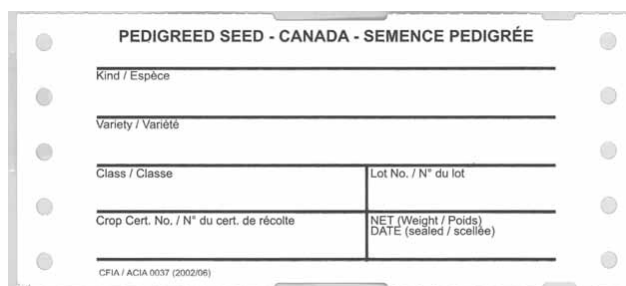 PEDIGREED SEED - CANADA - SEMENCE PEDIGRÉE
Kind / Espèce
Variety / Variété
Class / Classe
Lot No. / N° du lot
Crop Cert. No. / N° du cert. de récolte
NET (Weight / Poids)
DATE (sealed / scellée)
CFIA / ACIA 0037 (2002/06)